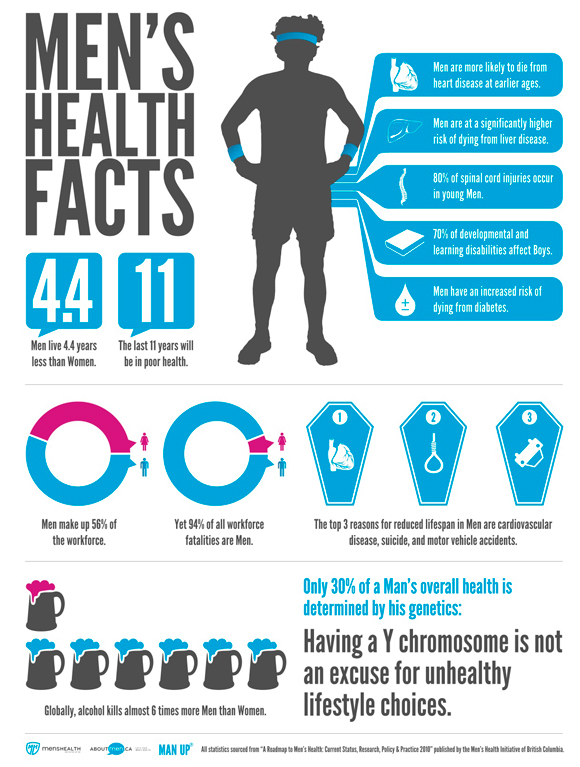 MEN'S
HEALTH
FACTS
4.4
Men live 4.4 years
less than Women.
11
The last 11 years will
be in poor health.
Men are more likely to die from
heart disease at earlier ages.
Men are at a significantly higher
risk of dying from liver disease.
80% of spinal cord injuries occur
in young Men.
70% of developmental and
learning disabilities affect Boys.
Men have an increased risk of
dying from diabetes.
Men make up 56% of
the workforce.
Yet 94% of all workforce
fatalities are Men.
1
2
3
The top 3 reasons for reduced lifespan in Men are cardiovascular
disease, suicide, and motor vehicle accidents.
Globally, alcohol kills almost 6 times more Men than Women.
Only 30% of a Man's overall health is
determined by his genetics:
Having a Y chromosome is not
an excuse for unhealthy
lifestyle choices.
MENSHEALTH
ABOUTMEN.CA
MAN UP®
All statistics sourced from "A Roadmap to Men's Health: Current Status, Research, Policy & Practice 2010" published by the Men's Health Initiative of British Columbia.